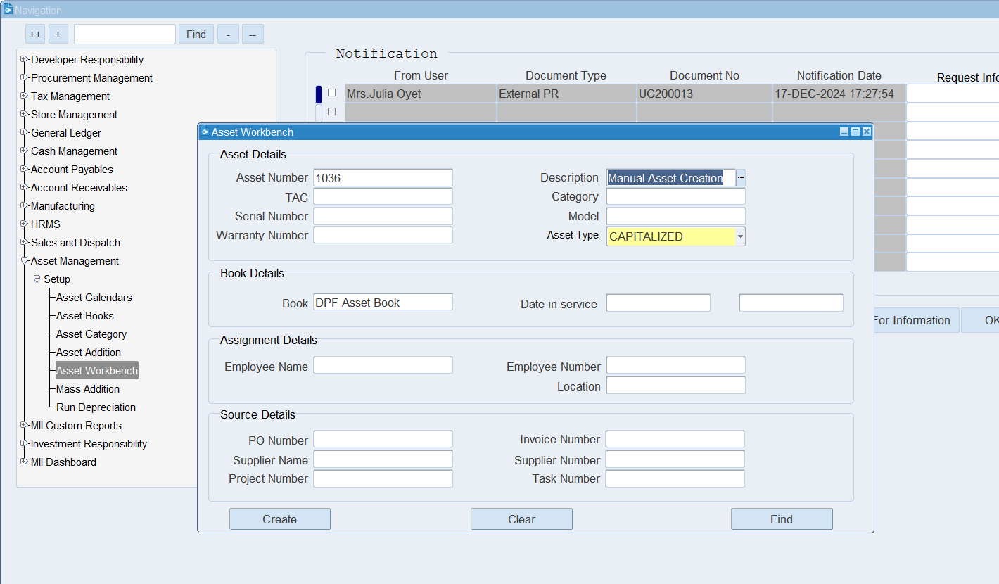 Navigation
++ + Find - --
Developer Responsibility
Procurement Management
Tax Management
Store Management
General Ledger
Cash Management
Account Payables
Account Receivables
Manufacturing
HRMS
Sales and Dispatch
Asset Management
Setup
Asset Calendars
Asset Books
Asset Category
Asset Addition
Asset Workbench
Mass Addition
Run Depreciation
MII Custom Reports
Investment Responsibility
MII Dashboard
Notification
From User Document Type Document No Notification Date Request Info
Mrs.Julia Oyet External PR UG200013 17-DEC-2024 17:27:54
For Information OK
Asset Workbench
Asset Details
Asset Number 1036 Description Manual Asset Creation ...
TAG Category
Serial Number Model
Warranty Number Asset Type CAPITALIZED
Book Details
Book DPF Asset Book Date in service
Assignment Details
Employee Name Employee Number
Location
Source Details
PO Number Invoice Number
Supplier Name Supplier Number
Project Number Task Number
Create Clear Find